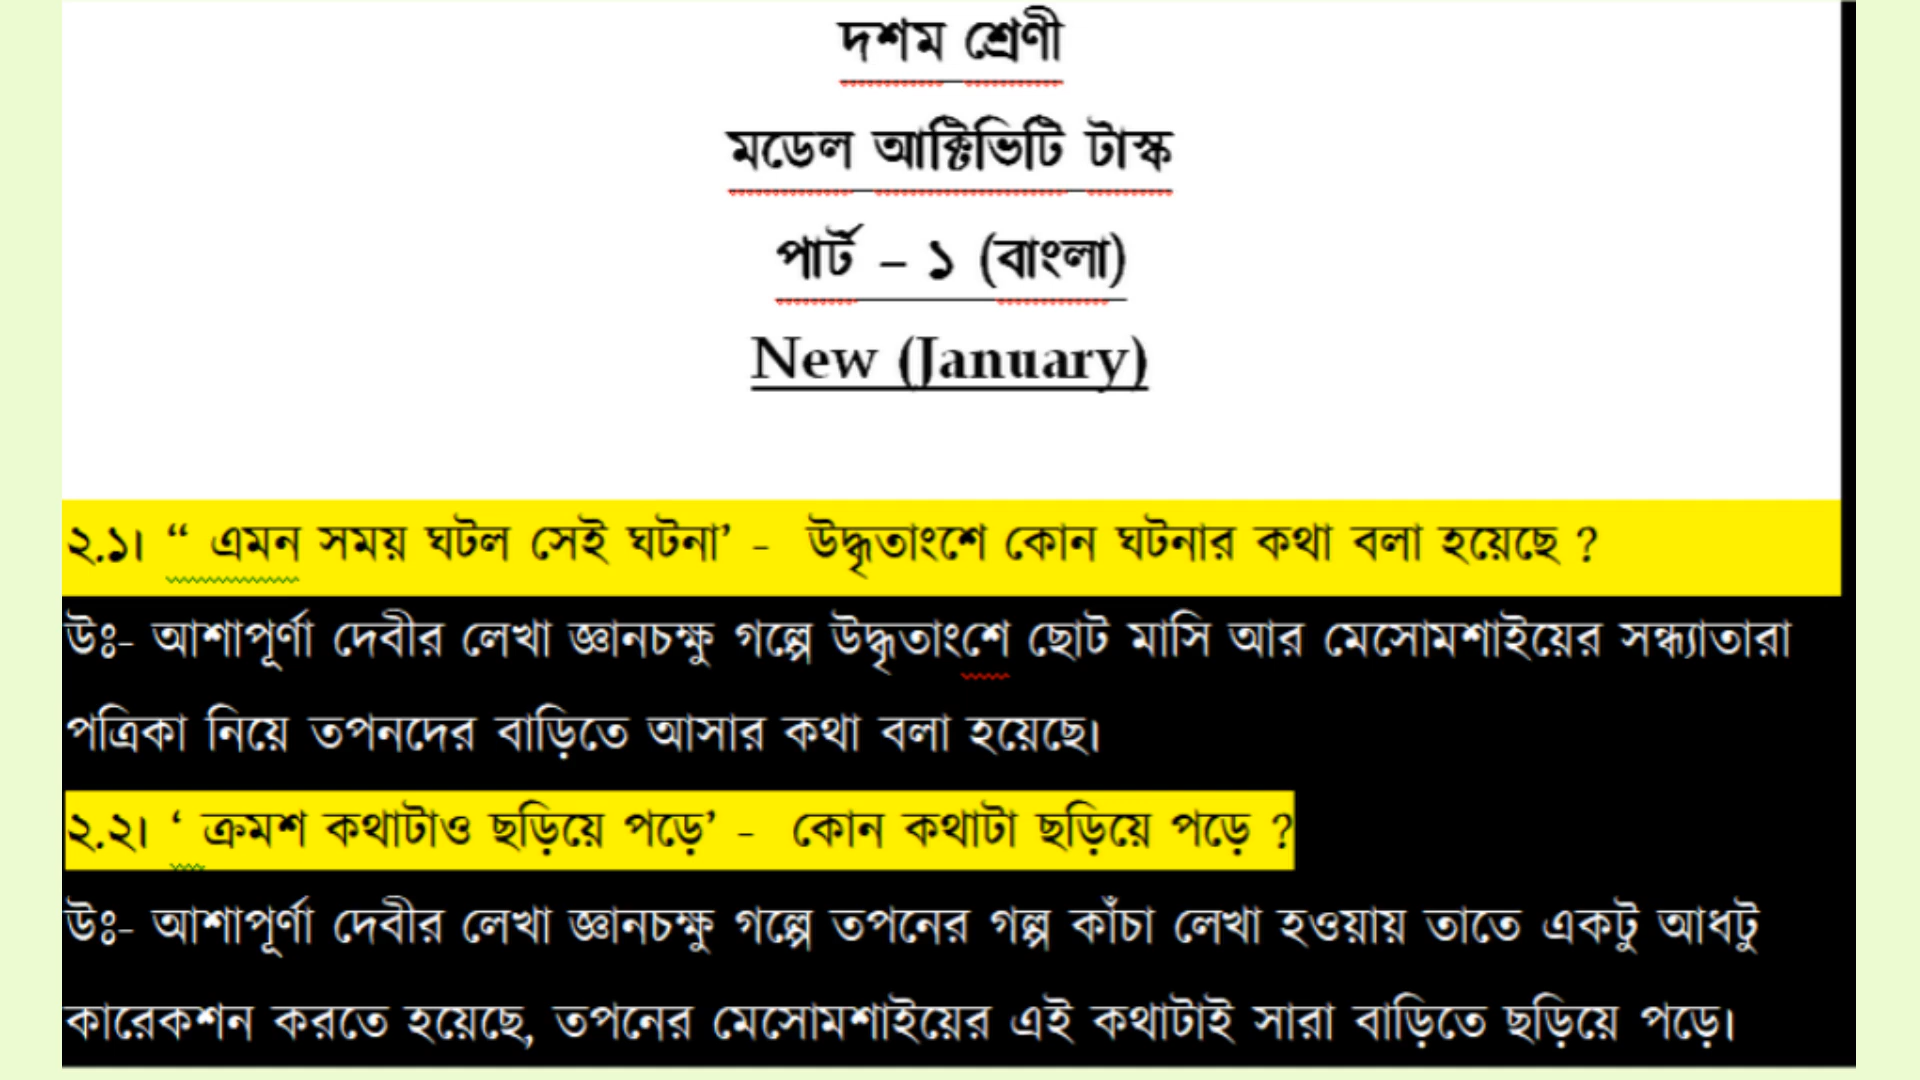 দশম শ্রেণী
মডেল আক্টিভিটি টাস্ক
পার্ট – ১ (বাংলা)
New (January)
২.১। “ এমন সময় ঘটল সেই ঘটনা’ - উদ্ধৃতাংশে কোন ঘটনার কথা বলা হয়েছে ?
উঃ- আশাপূর্ণা দেবীর লেখা জ্ঞানচক্ষু গল্পে উদ্ধৃতাংশে ছোট মাসি আর মেসোমশাইয়ের সন্ধ্যাতারা
পত্রিকা নিয়ে তপনদের বাড়িতে আসার কথা বলা হয়েছে।
২.২। ‘ ক্রমশ কথাটাও ছড়িয়ে পড়ে’ - কোন কথাটা ছড়িয়ে পড়ে ?
উঃ- আশাপূর্ণা দেবীর লেখা জ্ঞানচক্ষু গল্পে তপনের গল্প কাঁচা লেখা হওয়ায় তাতে একটু আধটু
কারেকশন করতে হয়েছে, তপনের মেসোমশাইয়ের এই কথাটাই সারা বাড়িতে ছড়িয়ে পড়ে।